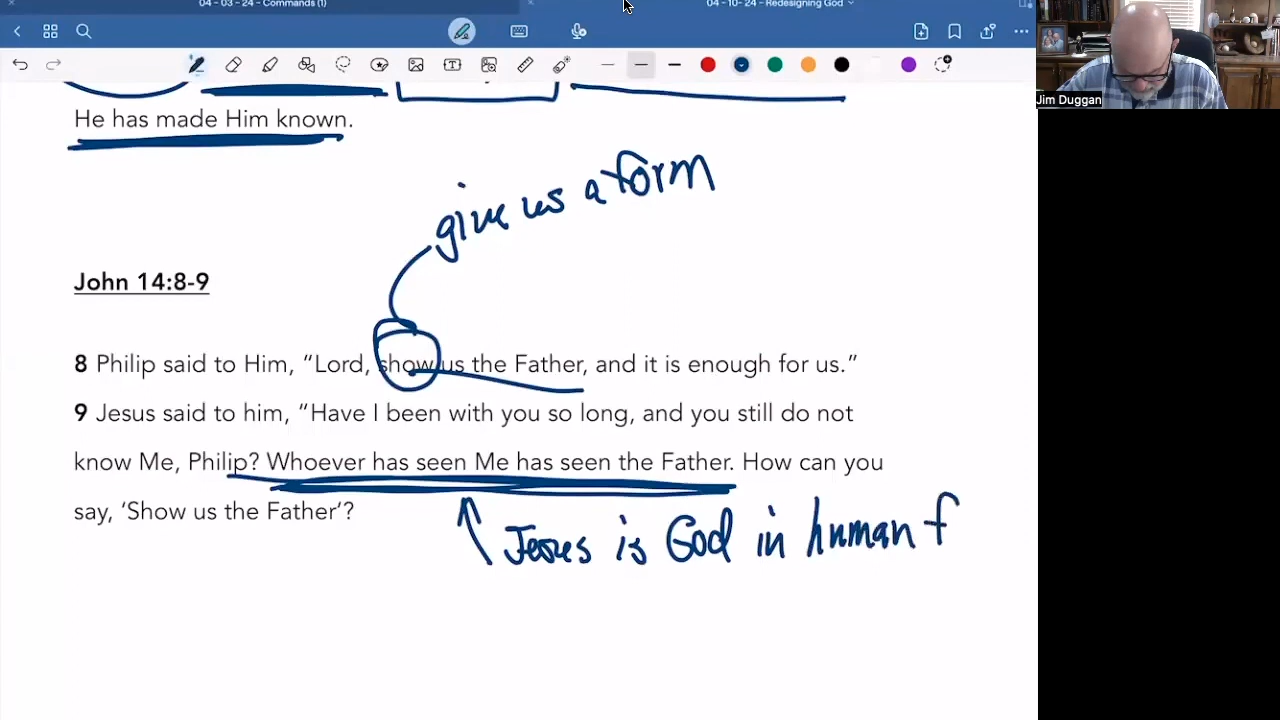 04 - 03 - 24 - Commands (1)
04 - 10- 24 - Redesigning God
Jim Duggan
He has made Him known.
give us a form
John 14:8-9
8 Philip said to Him, “Lord, show us the Father, and it is enough for us.”
9 Jesus said to him, “Have I been with you so long, and you still do not
know Me, Philip? Whoever has seen Me has seen the Father. How can you
say, ‘Show us the Father’?
Jesus is God in human f